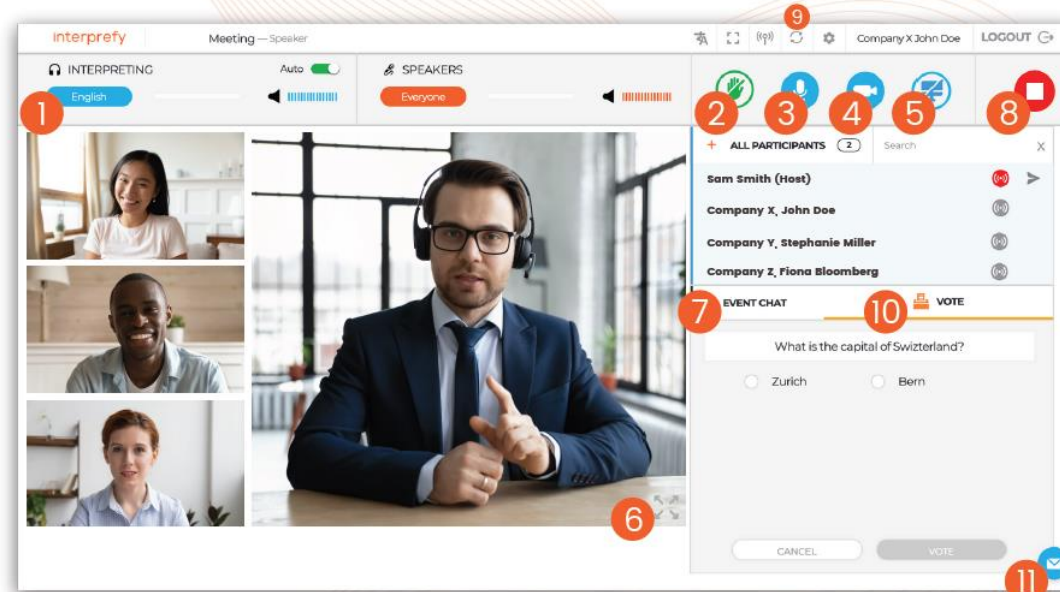 9
interprefy
Meeting — Speaker
Company X John Doe
LOGOUT
INTERPRETING
Auto
SPEAKERS
English
Everyone
1
2
3
4
5
8
+ ALL PARTICIPANTS 2
Search
X
Sam Smith (Host)
Company X, John Doe
Company Y, Stephanie Miller
Company Z, Fiona Bloomberg
7
EVENT CHAT
10
VOTE
What is the capital of Swizterland?
Zurich
Bern
6
CANCEL
VOTE
11